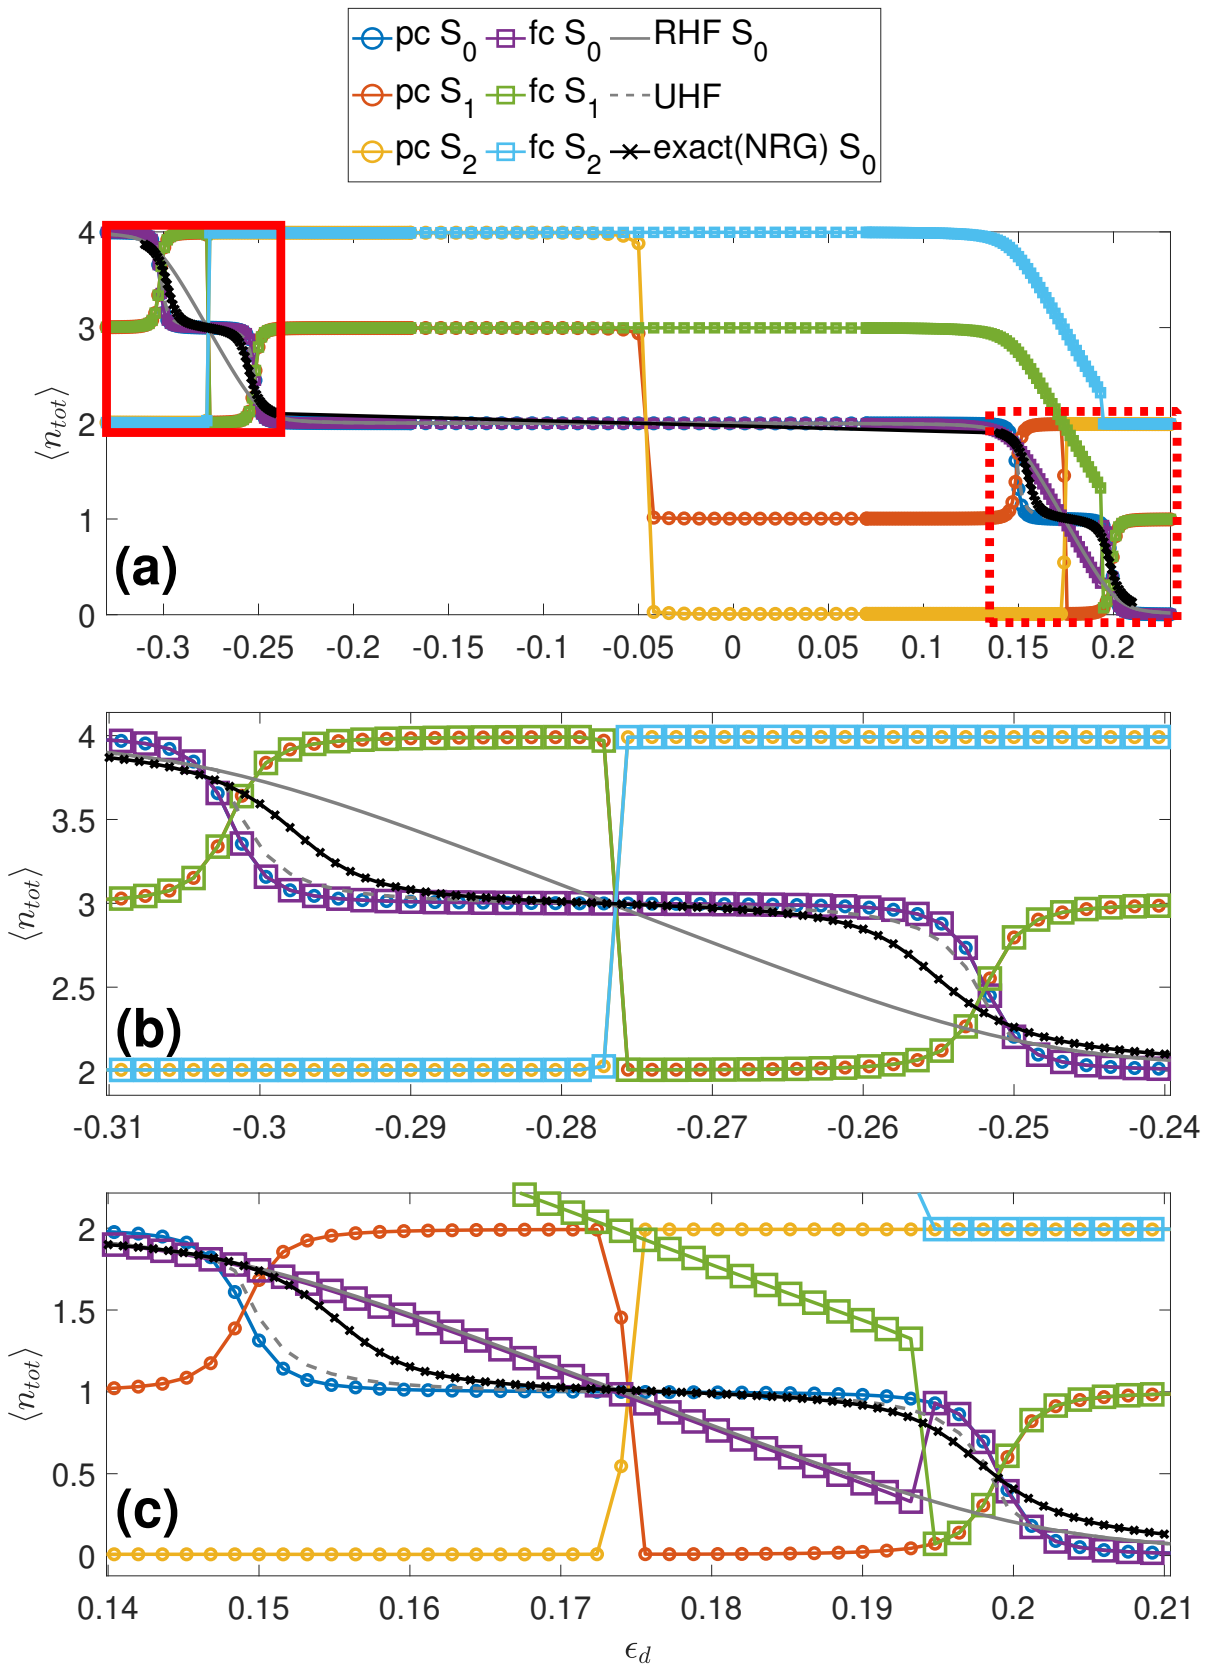 pc S0 fc S0 RHF S0
pc S1 fc S1 UHF
pc S2 fc S2 exact(NRG) S0
4
3
2
1
0
⟨n_tot⟩
(a)
-0.3 -0.25 -0.2 -0.15 -0.1 -0.05 0 0.05 0.1 0.15 0.2
4
3.5
3
2.5
2
⟨n_tot⟩
(b)
-0.31 -0.3 -0.29 -0.28 -0.27 -0.26 -0.25 -0.24
2
1.5
1
0.5
0
⟨n_tot⟩
(c)
0.14 0.15 0.16 0.17 0.18 0.19 0.2 0.21
ϵ_d